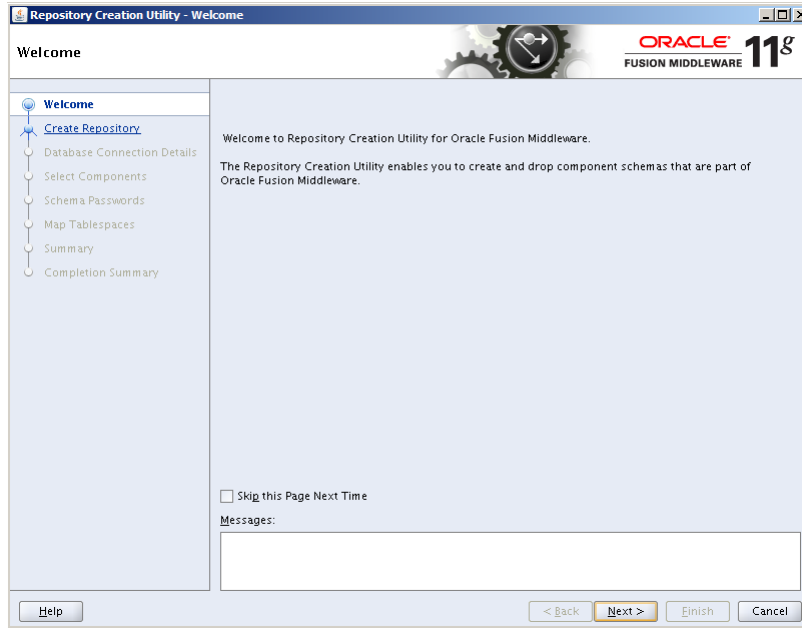 Repository Creation Utility - Welcome
Welcome
ORACLE
FUSION MIDDLEWARE 11g
Welcome
Create Repository
Database Connection Details
Select Components
Schema Passwords
Map Tablespaces
Summary
Completion Summary
Welcome to Repository Creation Utility for Oracle Fusion Middleware.
The Repository Creation Utility enables you to create and drop component schemas that are part of
Oracle Fusion Middleware.
Skip this Page Next Time
Messages:
Help
< Back
Next >
Finish
Cancel